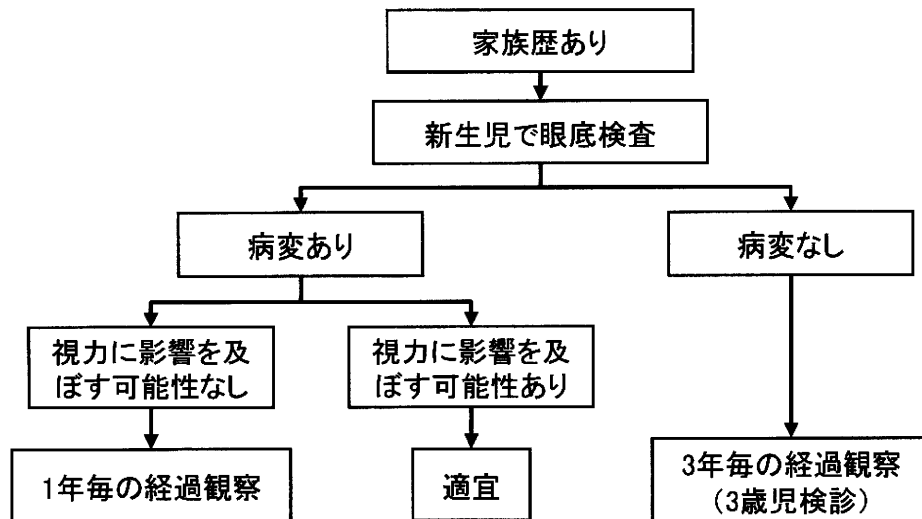 家族歴あり
新生児で眼底検査
病変あり
病変なし
視力に影響を及
ぼす可能性なし
視力に影響を及
ぼす可能性あり
1年毎の経過観察
適宜
3年毎の経過観察
(3歳児検診)